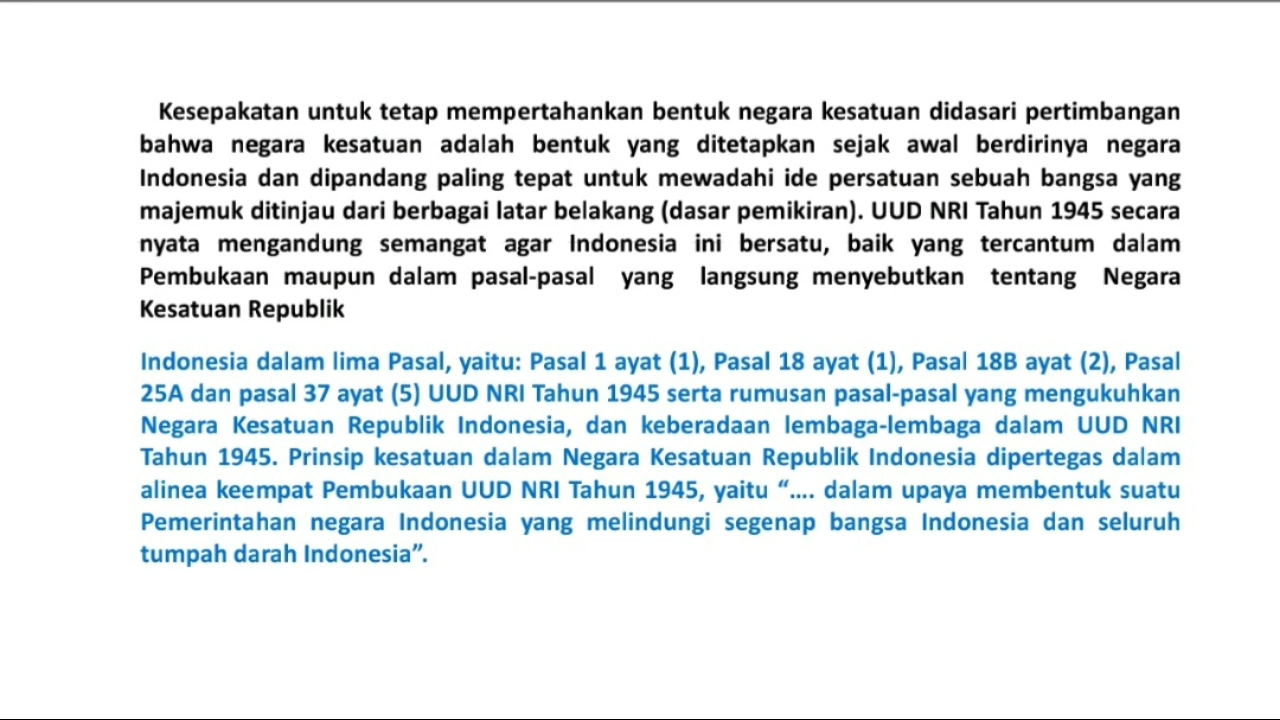 Kesepakatan untuk tetap mempertahankan bentuk negara kesatuan didasari pertimbangan
bahwa negara kesatuan adalah bentuk yang ditetapkan sejak awal berdirinya negara
Indonesia dan dipandang paling tepat untuk mewadahi ide persatuan sebuah bangsa yang
majemuk ditinjau dari berbagai latar belakang (dasar pemikiran). UUD NRI Tahun 1945 secara
nyata mengandung semangat agar Indonesia ini bersatu, baik yang tercantum dalam
Pembukaan maupun dalam pasal-pasal yang langsung menyebutkan tentang Negara
Kesatuan Republik
Indonesia dalam lima Pasal, yaitu: Pasal 1 ayat (1), Pasal 18 ayat (1), Pasal 18B ayat (2), Pasal
25A dan pasal 37 ayat (5) UUD NRI Tahun 1945 serta rumusan pasal-pasal yang mengukuhkan
Negara Kesatuan Republik Indonesia, dan keberadaan lembaga-lembaga dalam UUD NRI
Tahun 1945. Prinsip kesatuan dalam Negara Kesatuan Republik Indonesia dipertegas dalam
alinea keempat Pembukaan UUD NRI Tahun 1945, yaitu “.... dalam upaya membentuk suatu
Pemerintahan negara Indonesia yang melindungi segenap bangsa Indonesia dan seluruh
tumpah darah Indonesia”.